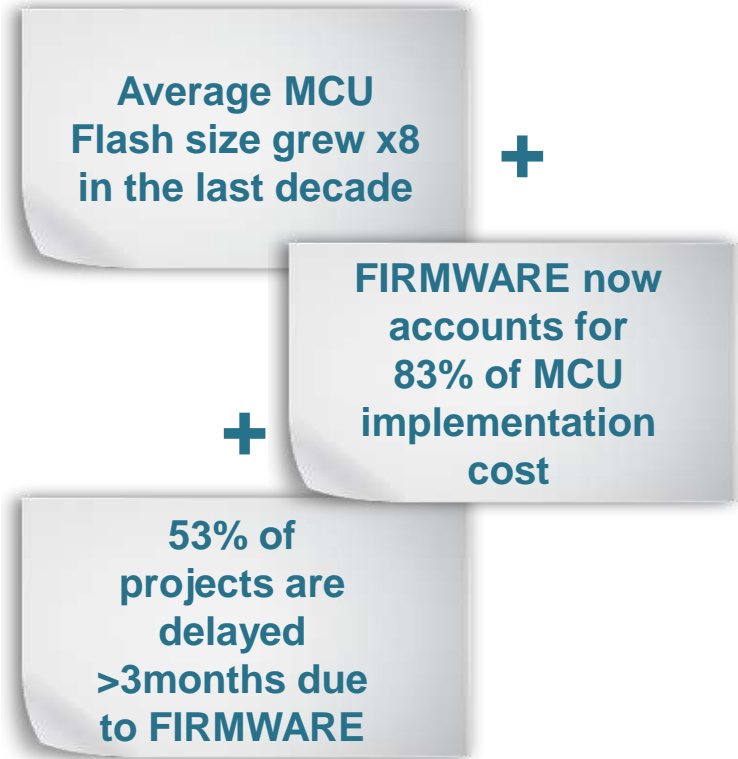 Average MCU
Flash size grew x8
in the last decade
+
FIRMWARE now
accounts for
83% of MCU
implementation
cost
+
53% of
projects are
delayed
>3months due
to FIRMWARE